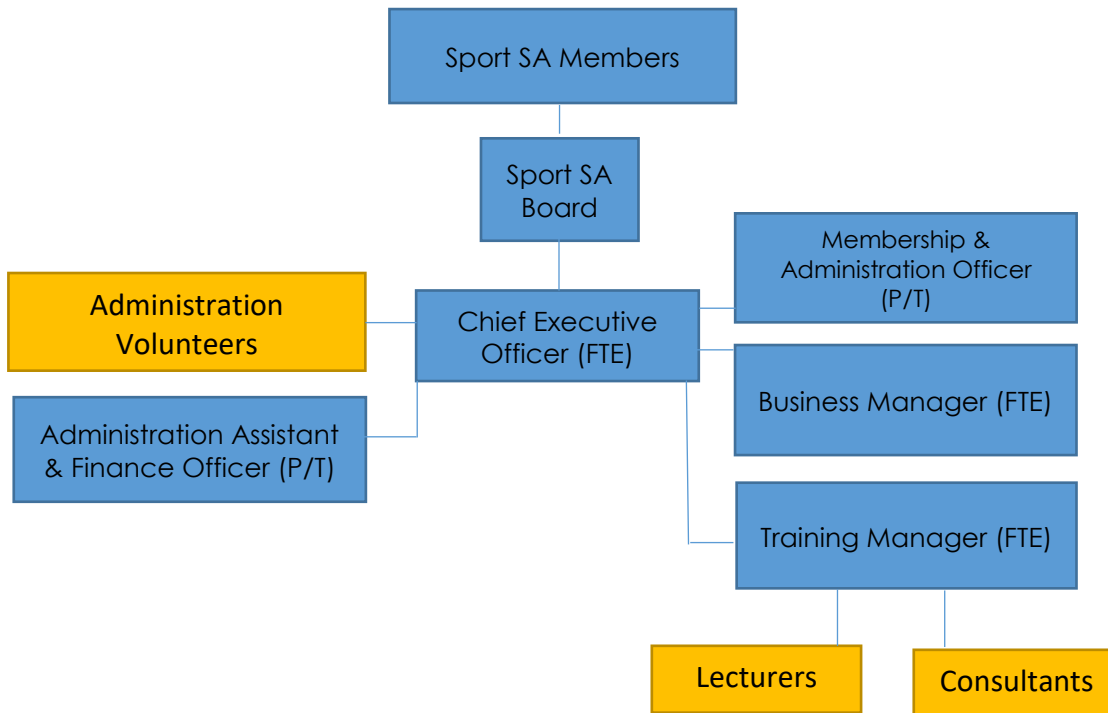 Sport SA Members
Sport SA
Board
Membership &
Administration Officer
(P/T)
Administration
Volunteers
Chief Executive
Officer (FTE)
Business Manager (FTE)
Administration Assistant
& Finance Officer (P/T)
Training Manager (FTE)
Lecturers
Consultants